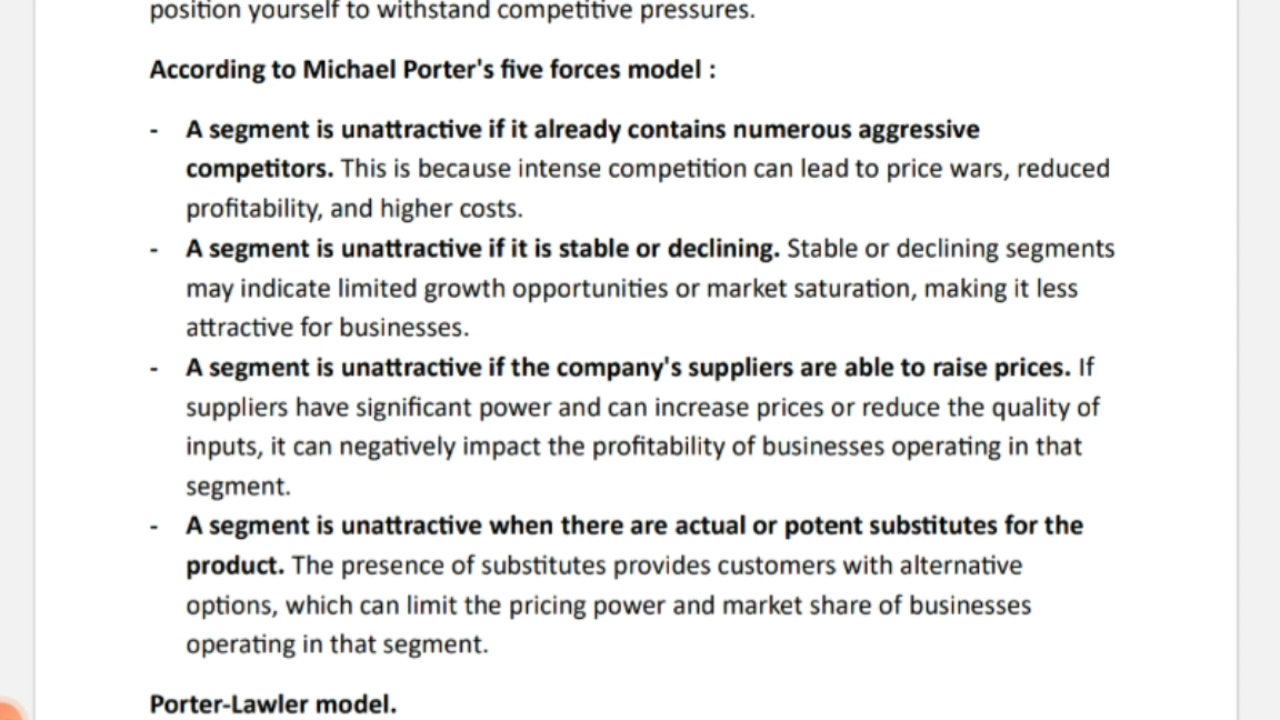 position yourself to withstand competitive pressures.
According to Michael Porter's five forces model :
- A segment is unattractive if it already contains numerous aggressive
competitors. This is because intense competition can lead to price wars, reduced
profitability, and higher costs.
- A segment is unattractive if it is stable or declining. Stable or declining segments
may indicate limited growth opportunities or market saturation, making it less
attractive for businesses.
- A segment is unattractive if the company's suppliers are able to raise prices. If
suppliers have significant power and can increase prices or reduce the quality of
inputs, it can negatively impact the profitability of businesses operating in that
segment.
- A segment is unattractive when there are actual or potent substitutes for the
product. The presence of substitutes provides customers with alternative
options, which can limit the pricing power and market share of businesses
operating in that segment.
Porter-Lawler model.